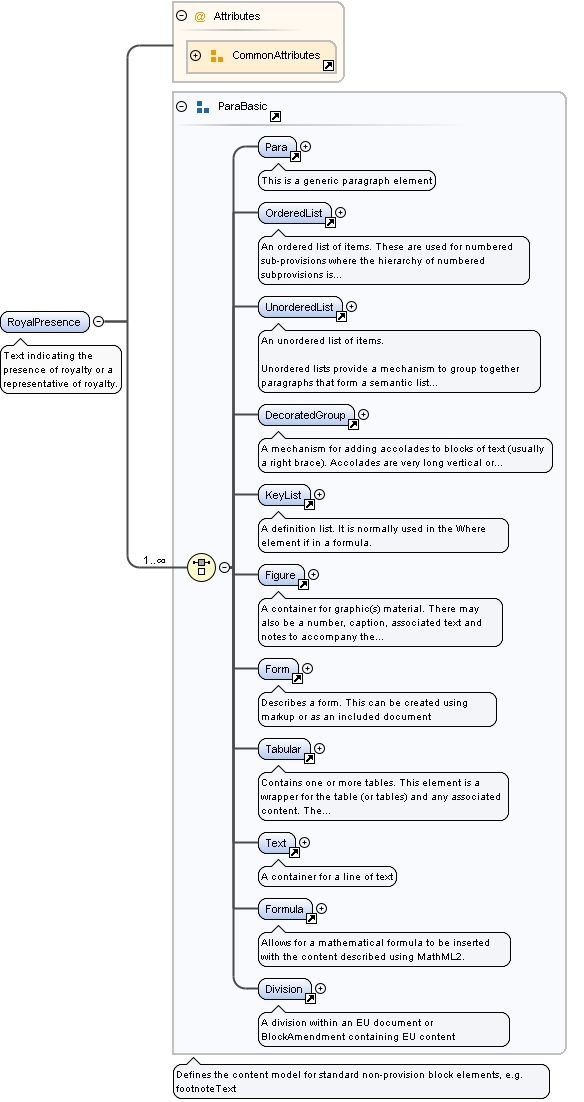 Attributes
CommonAttributes
ParaBasic
Para
This is a generic paragraph element
OrderedList
An ordered list of items. These are used for numbered
sub-provisions where the hierarchy of numbered
subprovisions is...
UnorderedList
An unordered list of items.
Unordered lists provide a mechanism to group together
paragraphs that form a semantic list...
RoyalPresence
Text indicating the
presence of royalty or a
representative of royalty.
DecoratedGroup
A mechanism for adding accolades to blocks of text (usually
a right brace). Accolades are very long vertical or...
KeyList
A definition list. It is normally used in the Where
element if in a formula.
1..∞
Figure
A container for graphic(s) material. There may
also be a number, caption, associated text and
notes to accompany the...
Form
Describes a form. This can be created using
markup or as an included document
Tabular
Contains one or more tables. This element is a
wrapper for the table (or tables) and any associated
content. The...
Text
A container for a line of text
Formula
Allows for a mathematical formula to be inserted
with the content described using MathML2.
Division
A division within an EU document or
BlockAmendment containing EU content
Defines the content model for standard non-provision block elements, e.g.
footnoteText